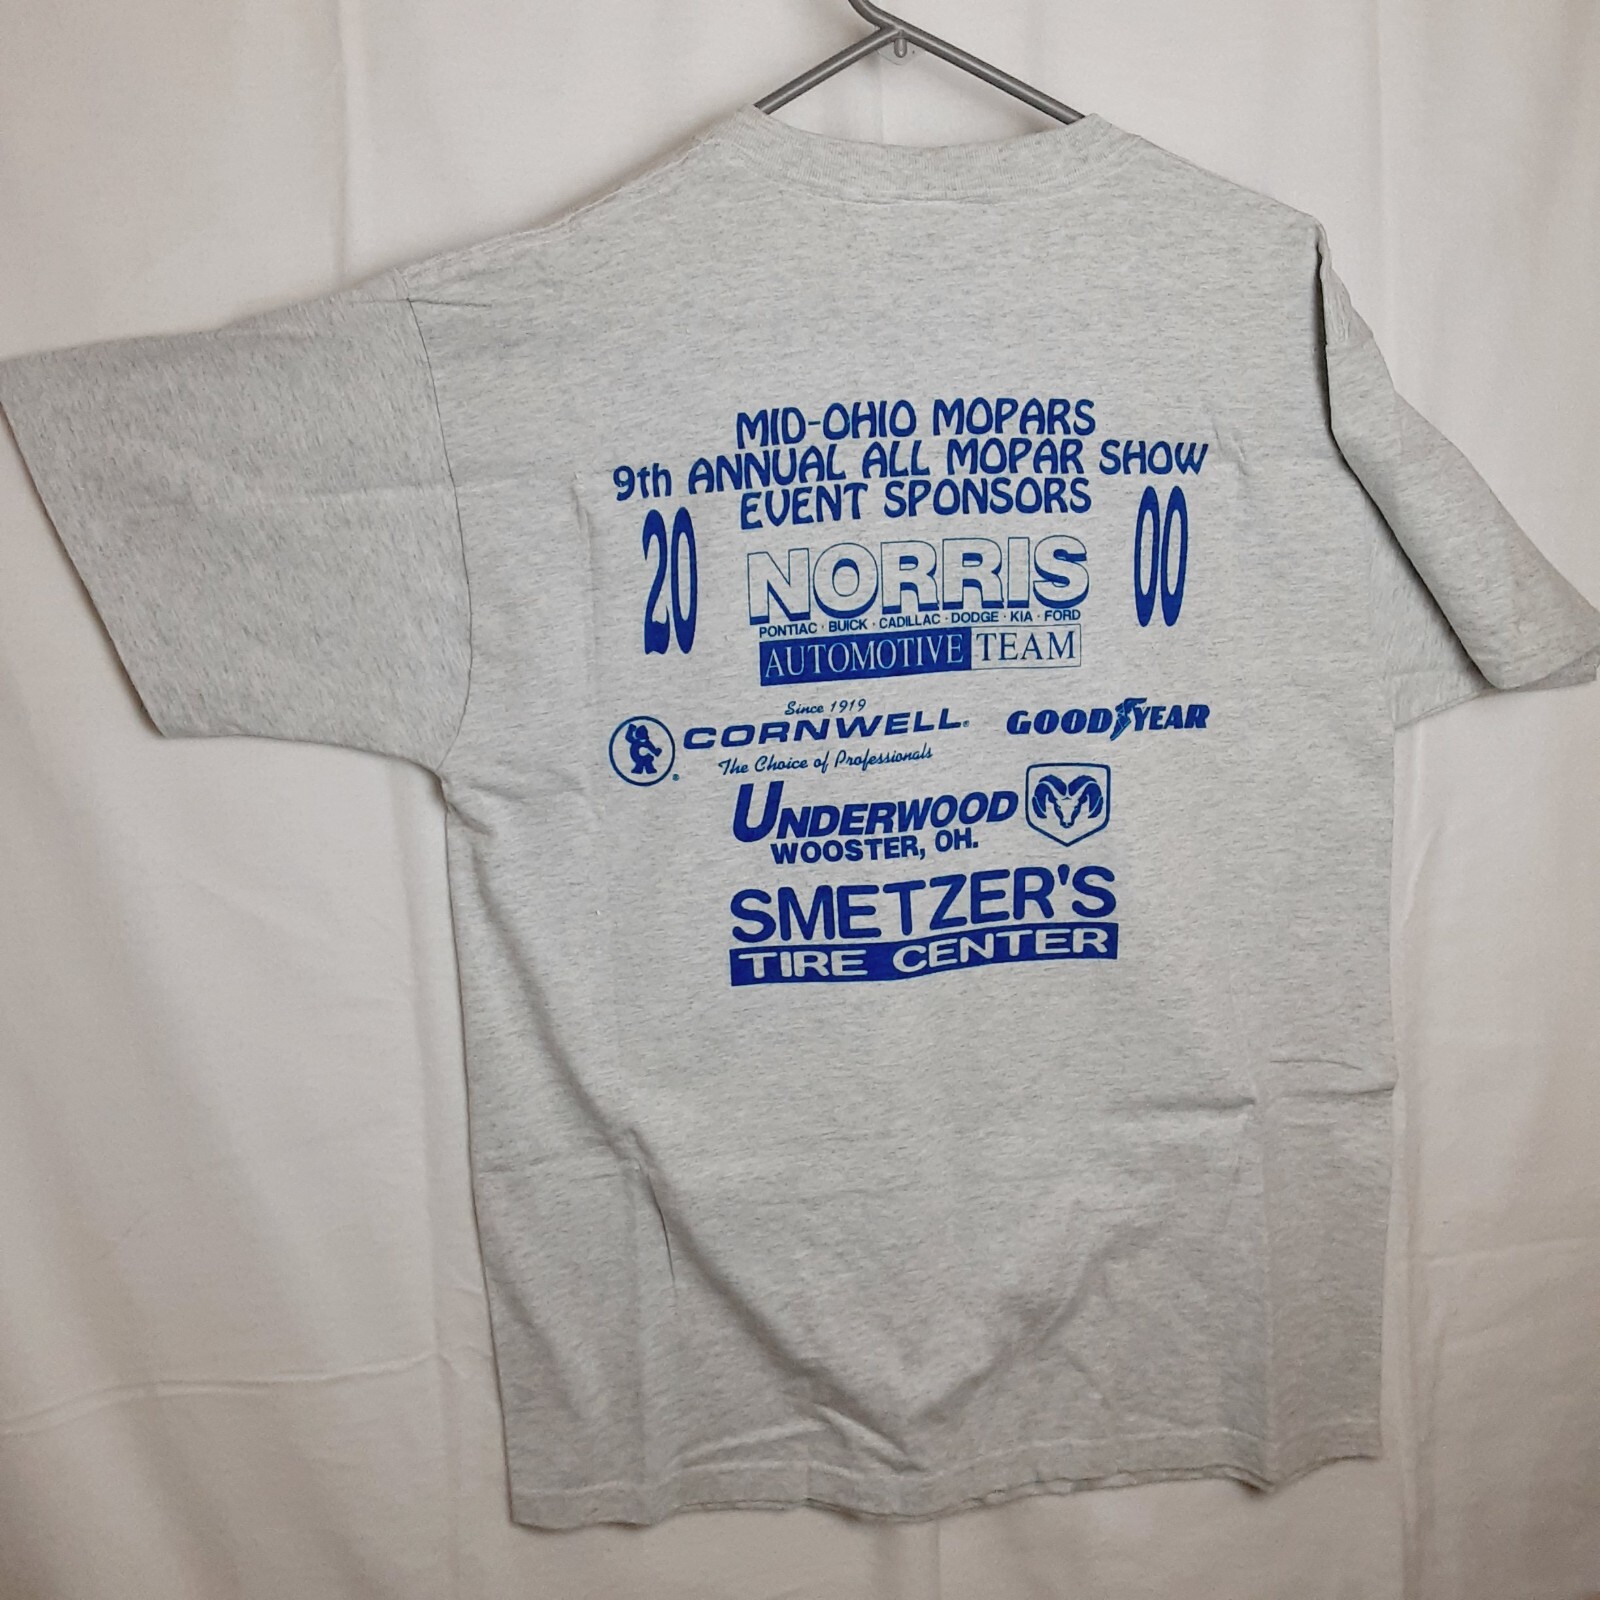 MID-OHIO MOPARS
9th ANNUAL ALL MOPAR SHOW
EVENT SPONSORS
20 00
NORRIS
PONTIAC · BUICK · CADILLAC · DODGE · KIA · FORD
AUTOMOTIVE TEAM
Since 1919
CORNWELL®
The Choice of Professionals
®
GOODYEAR
UNDERWOOD
WOOSTER, OH.
SMETZER'S
TIRE CENTER